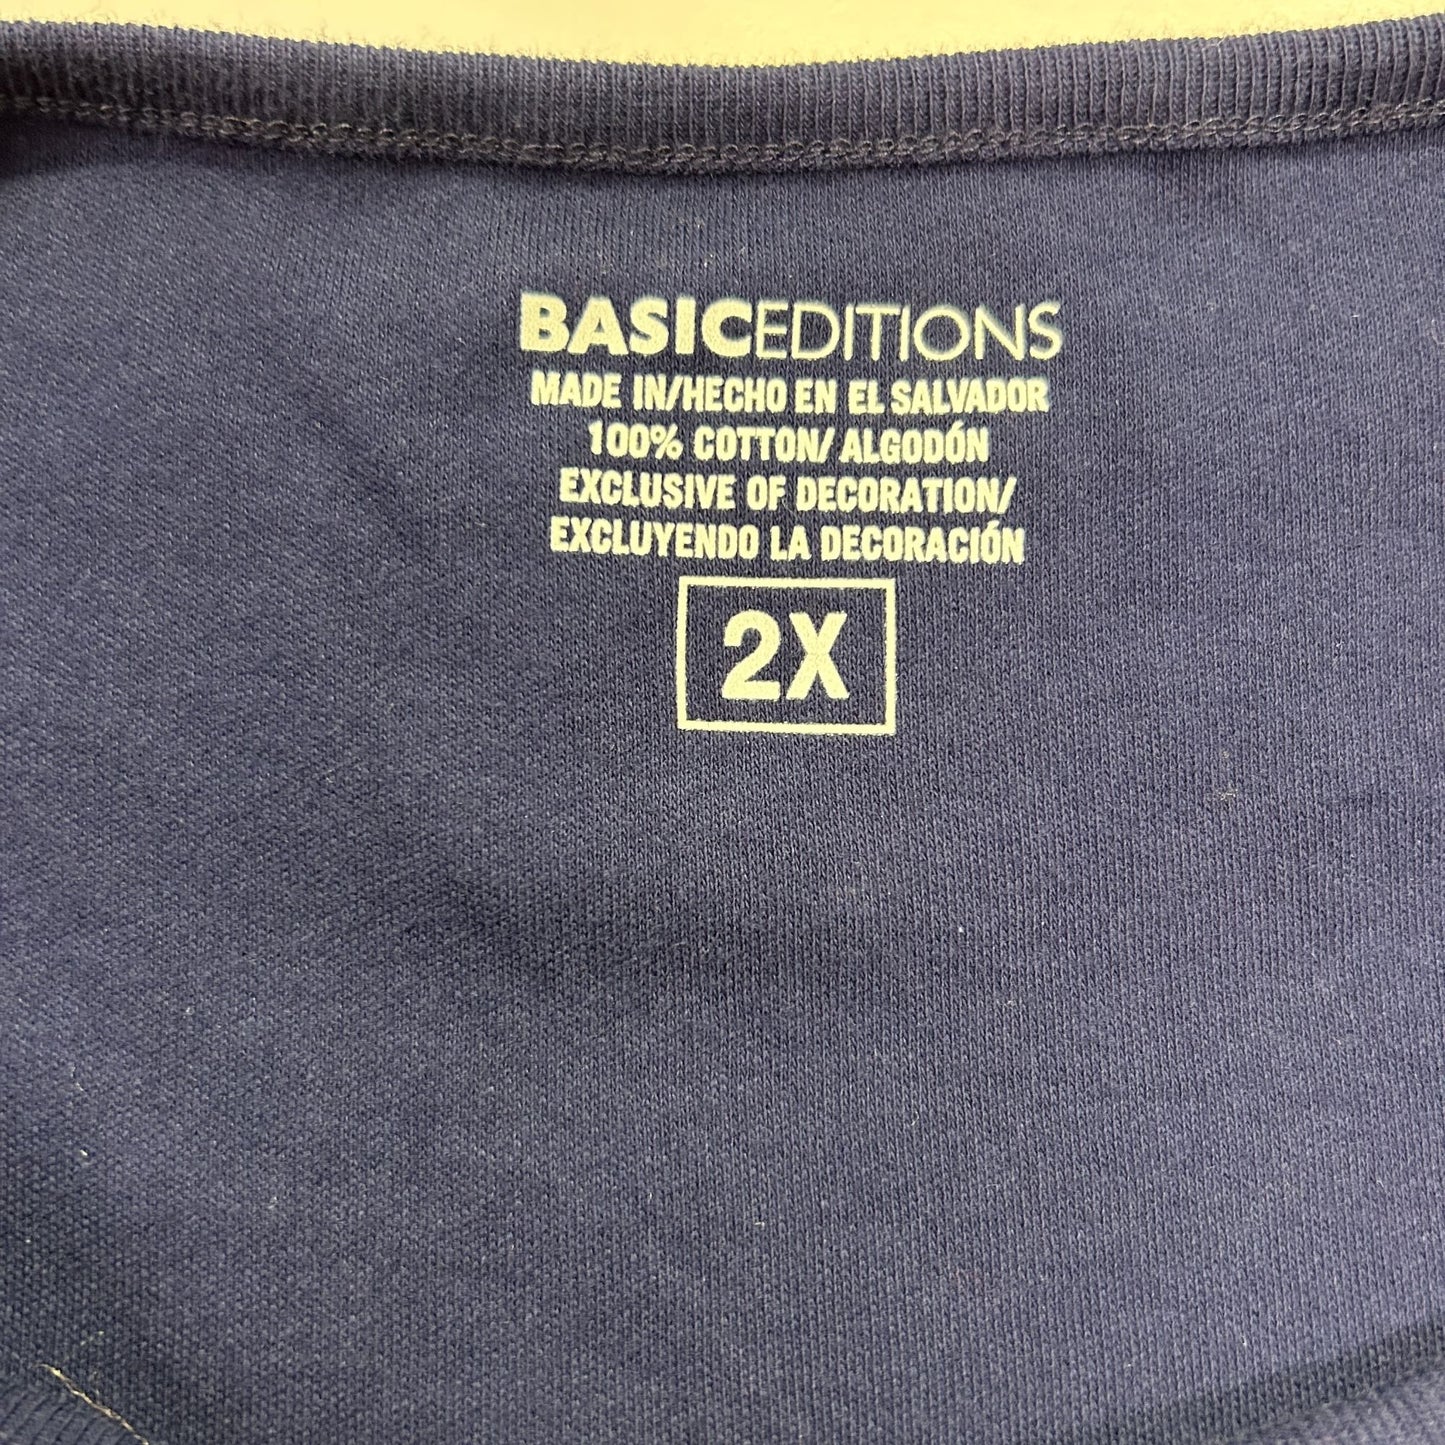 BASICEDITIONS
MADE IN/HECHO EN EL SALVADOR
100% COTTON/ ALGODÓN
EXCLUSIVE OF DECORATION/
EXCLUYENDO LA DECORACIÓN
2X